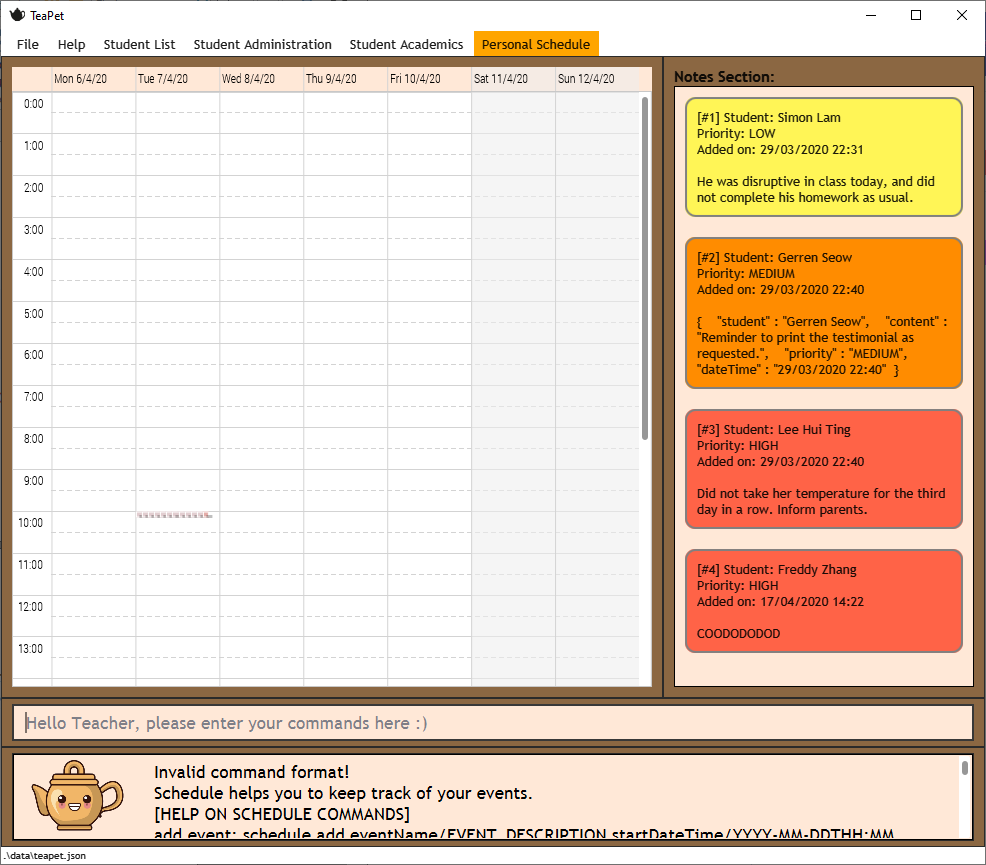 TeaPet
File Help Student List Student Administration Student Academics Personal Schedule
Mon 6/4/20 Tue 7/4/20 Wed 8/4/20 Thu 9/4/20 Fri 10/4/20 Sat 11/4/20 Sun 12/4/20
0:00
1:00
2:00
3:00
4:00
5:00
6:00
7:00
8:00
9:00
10:00
11:00
12:00
13:00
Notes Section:
[#1] Student: Simon Lam
Priority: LOW
Added on: 29/03/2020 22:31
He was disruptive in class today, and did
not complete his homework as usual.
[#2] Student: Gerren Seow
Priority: MEDIUM
Added on: 29/03/2020 22:40
{ "student" : "Gerren Seow", "content" :
"Reminder to print the testimonial as
requested.", "priority" : "MEDIUM",
"dateTime" : "29/03/2020 22:40" }
[#3] Student: Lee Hui Ting
Priority: HIGH
Added on: 29/03/2020 22:40
Did not take her temperature for the third
day in a row. Inform parents.
[#4] Student: Freddy Zhang
Priority: HIGH
Added on: 17/04/2020 14:22
COODODODOD
Hello Teacher, please enter your commands here :)
Invalid command format!
Schedule helps you to keep track of your events.
[HELP ON SCHEDULE COMMANDS]
add event: schedule add eventName/EVENT_DESCRIPTION startDateTime/YYYY-MM-DDTHH:MM
.\data\teapet.json